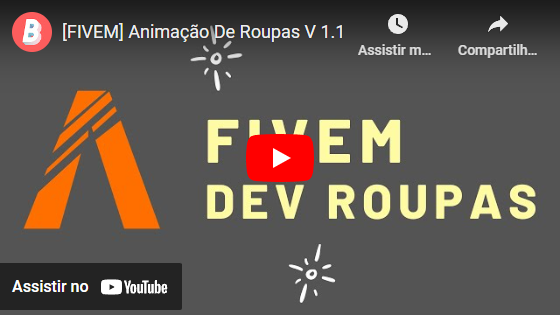 B
[FIVEM] Animação De Roupas V 1.1
Assistir m...
Compartilh...
FIVEM
DEV ROUPAS
Assistir no YouTube